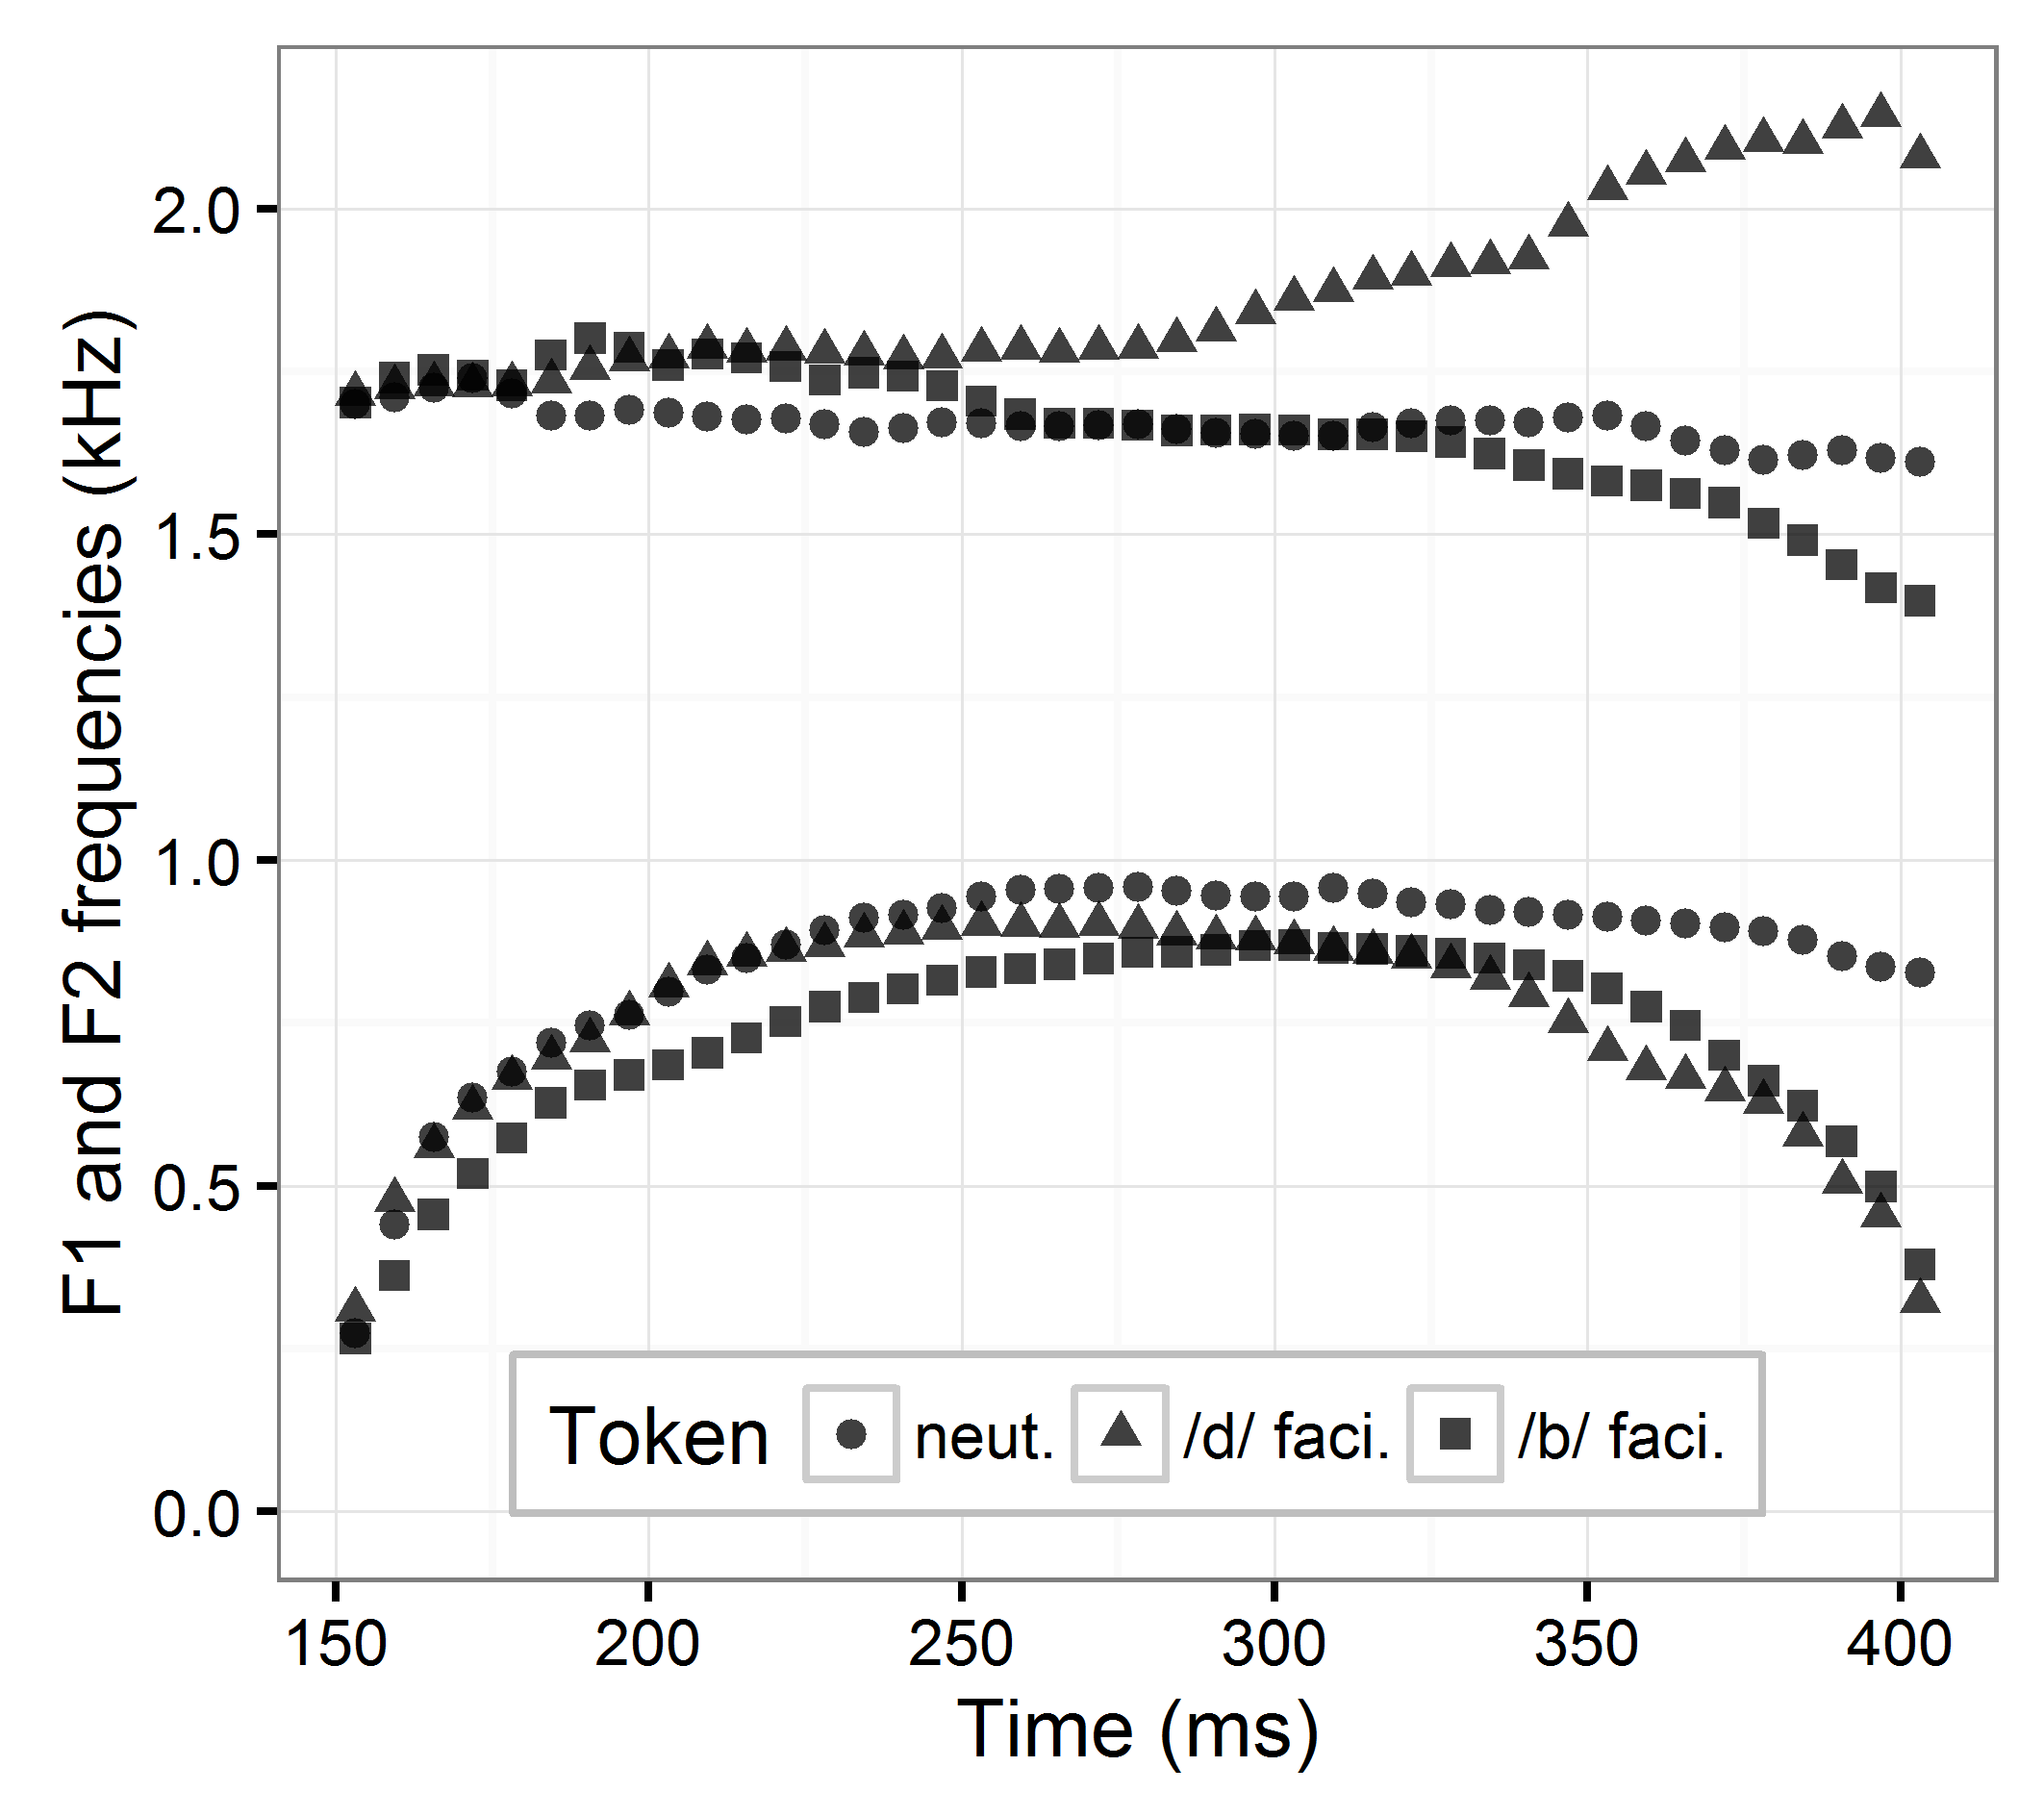 F1 and F2 frequencies (kHz)
2.0
1.5
1.0
0.5
0.0
Token neut. /d/ faci. /b/ faci.
150 200 250 300 350 400
Time (ms)